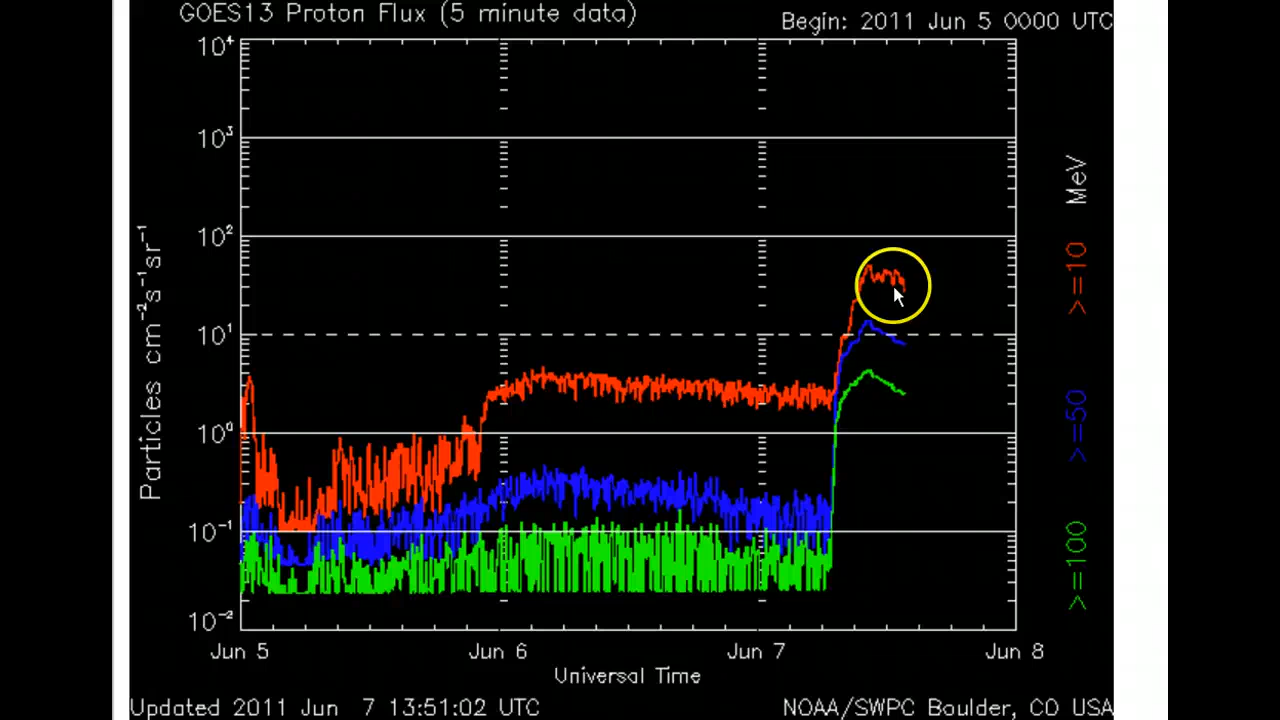 GOES13 Proton Flux (5 minute data)
Begin: 2011 Jun 5 0000 UTC
10⁴
10³
10²
10¹
10⁰
10⁻¹
10⁻²
Particles cm⁻²s⁻¹sr⁻¹
MeV
>=10
>=50
>=100
Jun 5
Jun 6
Jun 7
Jun 8
Universal Time
Updated 2011 Jun 7 13:51:02 UTC
NOAA/SWPC Boulder, CO USA